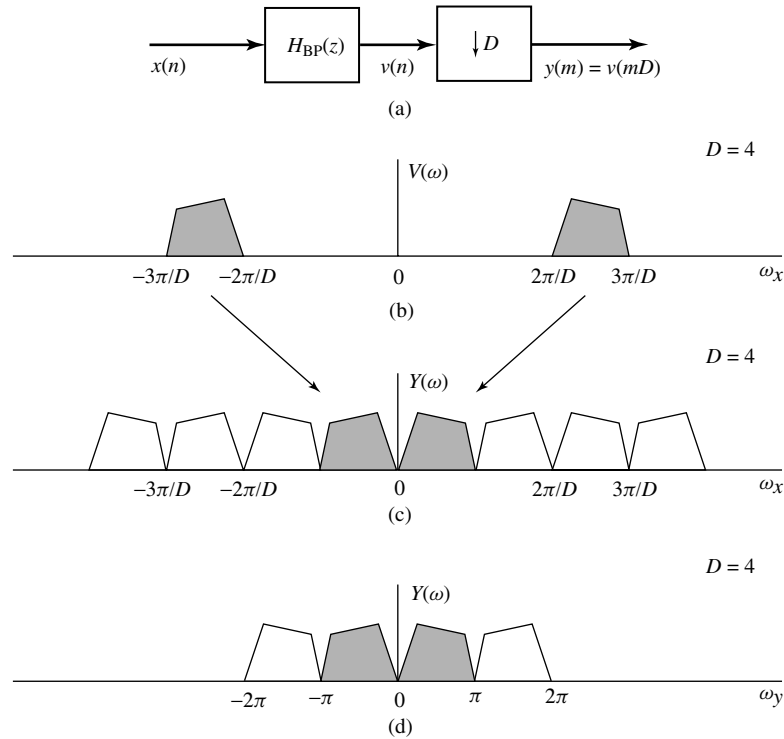 H_BP(z) ↓ D
x(n) v(n) y(m) = v(mD)
(a)
D = 4
V(ω)
−3π/D −2π/D 0 2π/D 3π/D ω_x
(b)
D = 4
Y(ω)
−3π/D −2π/D 0 2π/D 3π/D ω_x
(c)
D = 4
Y(ω)
−2π −π 0 π 2π ω_y
(d)